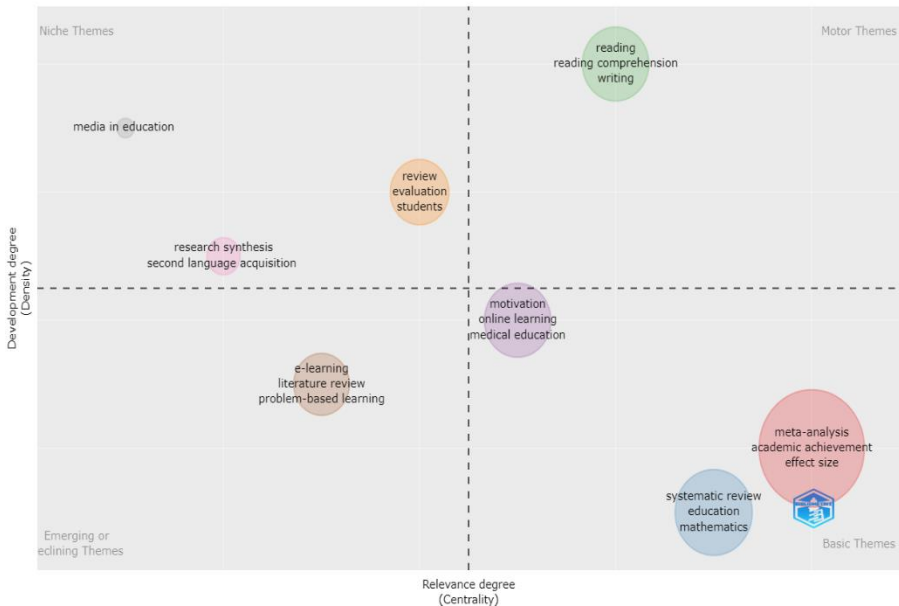 Niche Themes
Motor Themes
reading
reading comprehension
writing
media in education
review
evaluation
students
research synthesis
second language acquisition
motivation
online learning
medical education
e-learning
literature review
problem-based learning
meta-analysis
academic achievement
effect size
systematic review
education
mathematics
Emerging or
eclining Themes
Basic Themes
Development degree
(Density)
Relevance degree
(Centrality)